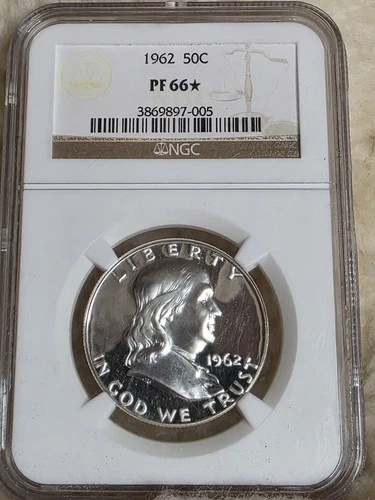 1962 50C
PF 66★
3869897-005
NGC
LIBERTY
1962
IN GOD WE TRUST